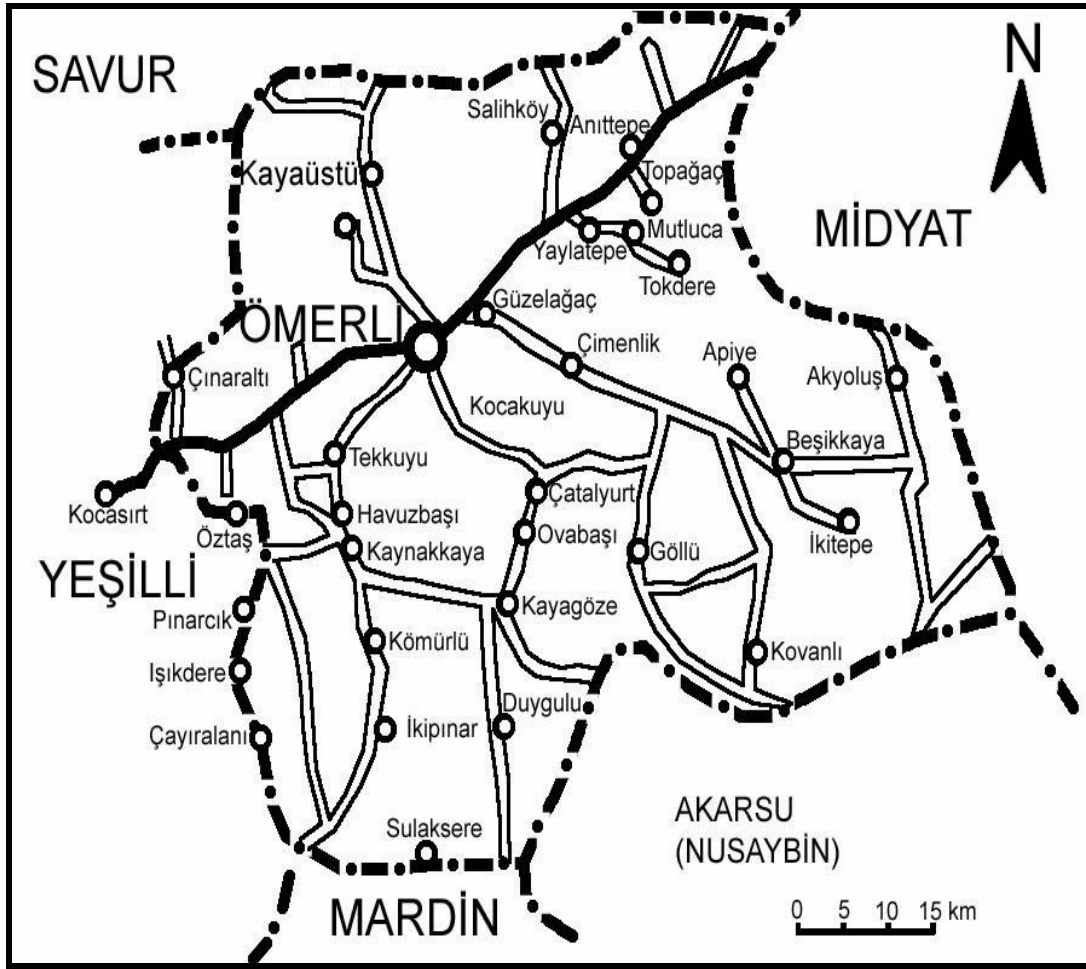 SAVUR
N
Salihköy
Anıttepe
Topağaç
Kayaüstü
MİDYAT
Mutluca
Yaylatepe
Tokdere
Güzelağaç
ÖMERLİ
Çimenlik
Apiye
Akyoluş
Çınaraltı
Kocakuyu
Beşikkaya
Tekkuyu
Çatalyurt
Kocasırt
Öztaş
Havuzbaşı
Ovabaşı
İkitepe
Kaynakkaya
Göllü
YEŞİLLİ
Pınarcık
Kayagöze
Kömürlü
Kovanlı
Işıkdere
Duygulu
Çayıralanı
İkipınar
Sulaksere
AKARSU
(NUSAYBİN)
MARDİN
0 5 10 15 km